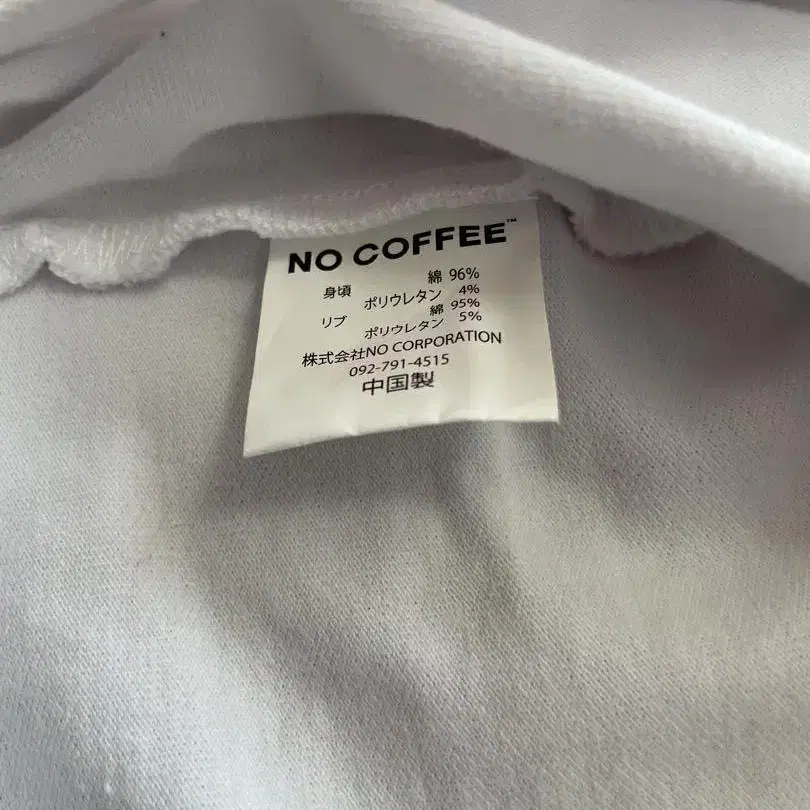 NO COFFEE™
身頃 綿 96%
ポリウレタン 4%
リブ 綿 95%
ポリウレタン 5%
株式会社NO CORPORATION
092-791-4515
中国製